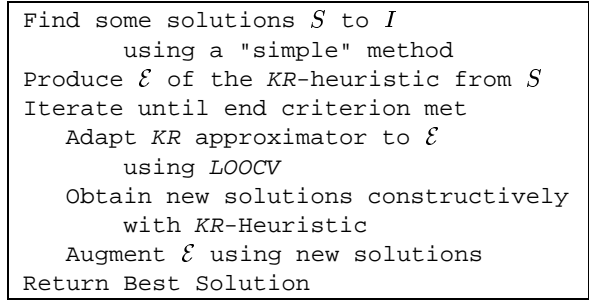 Find some solutions S to I
using a "simple" method
Produce ℰ of the KR-heuristic from S
Iterate until end criterion met
Adapt KR approximator to ℰ
using LOOCV
Obtain new solutions constructively
with KR-Heuristic
Augment ℰ using new solutions
Return Best Solution